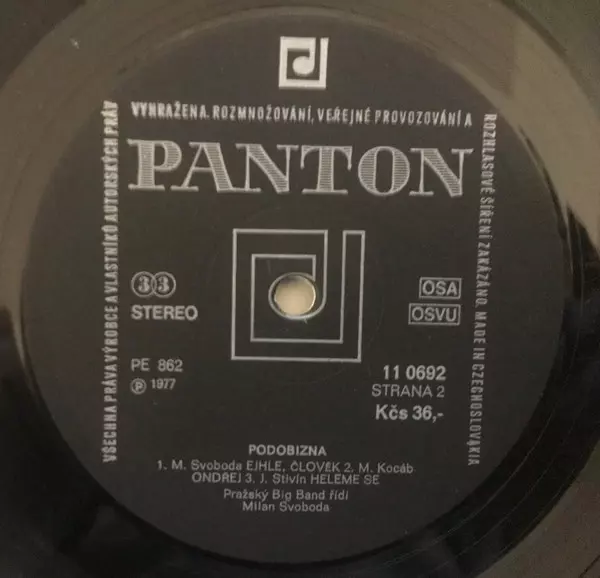 VŠECHNA PRÁVA VÝROBCE A VLASTNÍKŮ AUTORSKÝCH PRÁV
VYHRAŽENA. ROZMNOŽOVÁNÍ, VEŘEJNÉ PROVOZOVÁNÍ A
ROZHLASOVÉ ŠÍŘENÍ ZAKÁZÁNO. MADE IN CZECHOSLOVAKIA
PANTON
33
STEREO
OSA
OSVU
PE 862
℗ 1977
11 0692
STRANA 2
Kčs 36,-
PODOBIZNA
1. M. Svoboda EJHLE, ČLOVĚK 2. M. Kocáb
ONDREJ 3. J. Stivín HELEME SE
Pražský Big Band řídí
Milan Svoboda